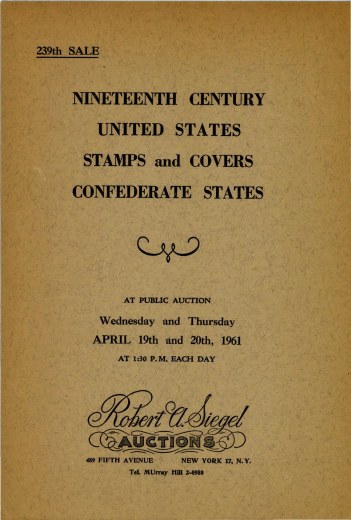 239th SALE
NINETEENTH CENTURY
UNITED STATES
STAMPS and COVERS
CONFEDERATE STATES
AT PUBLIC AUCTION
Wednesday and Thursday
APRIL 19th and 20th, 1961
AT 1:30 P.M. EACH DAY
Robert A. Siegel
AUCTIONS
489 FIFTH AVENUE NEW YORK 17, N.Y.
Tel. MUrray Hill 2-0980